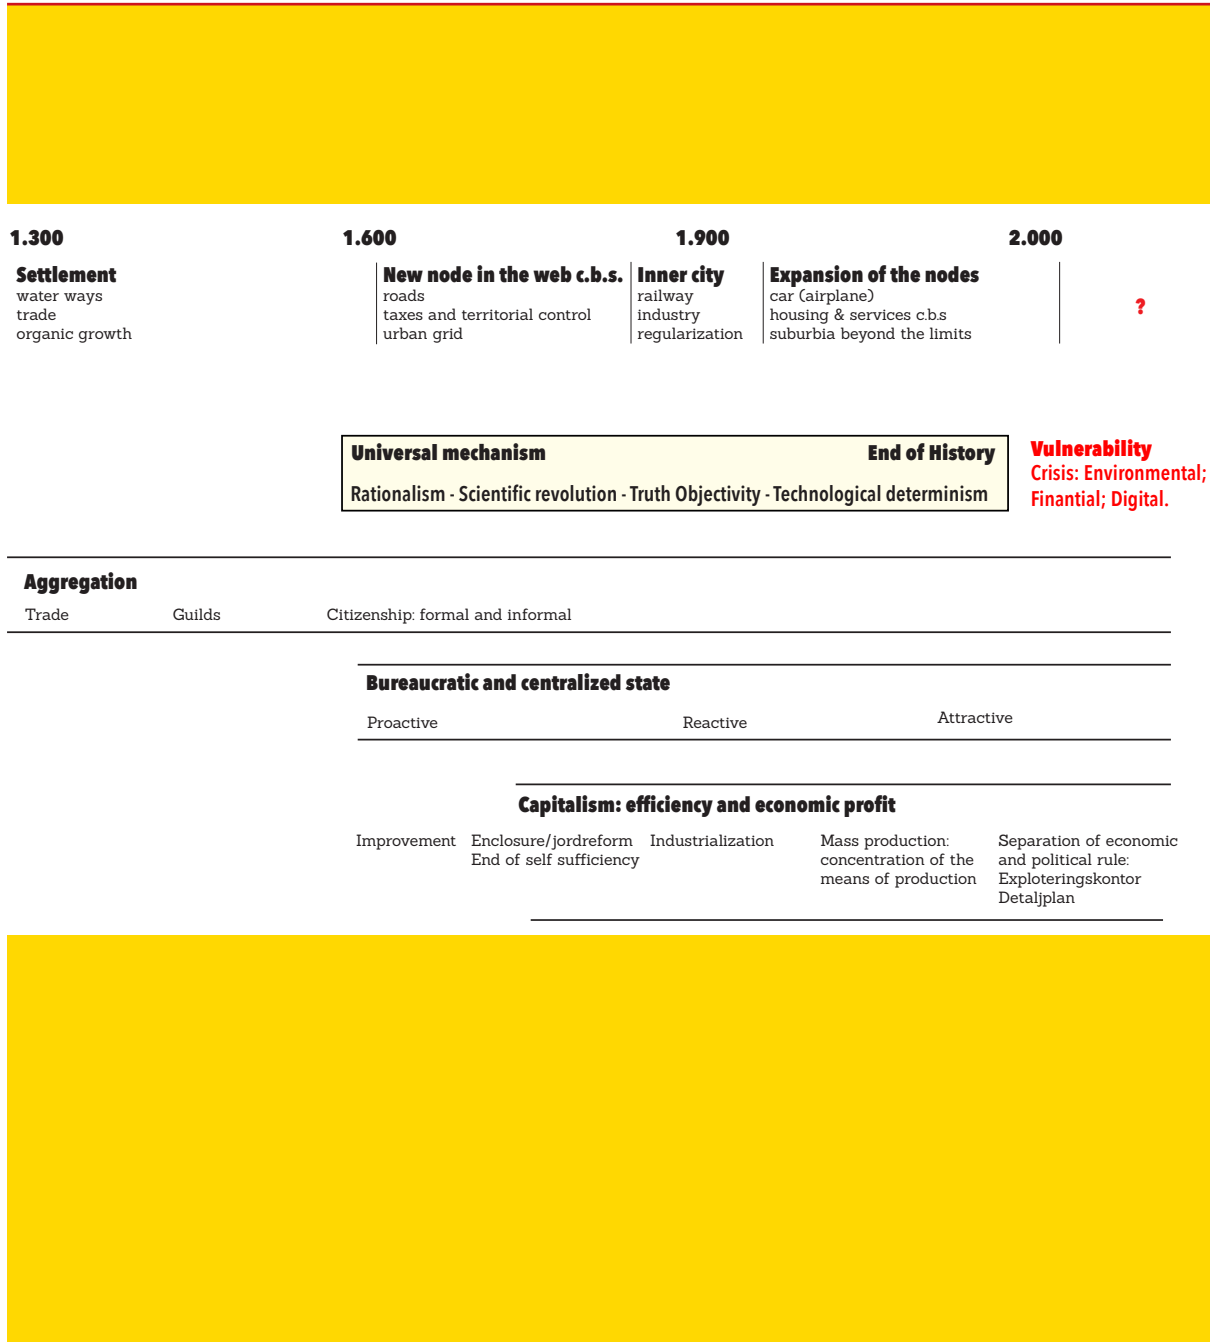 1.300 1.600 1.900 2.000
Settlement
water ways
trade
organic growth
New node in the web c.b.s.
roads
taxes and territorial control
urban grid
Inner city
railway
industry
regularization
Expansion of the nodes
car (airplane)
housing & services c.b.s
suburbia beyond the limits
?
Universal mechanism End of History
Rationalism - Scientific revolution - Truth Objectivity - Technological determinism
Vulnerability
Crisis: Environmental;
Finantial; Digital.
Aggregation
Trade Guilds Citizenship: formal and informal
Bureaucratic and centralized state
Proactive Reactive Attractive
Capitalism: efficiency and economic profit
Improvement
Enclosure/jordreform
End of self sufficiency
Industrialization
Mass production:
concentration of the
means of production
Separation of economic
and political rule:
Exploteringskontor
Detaljplan